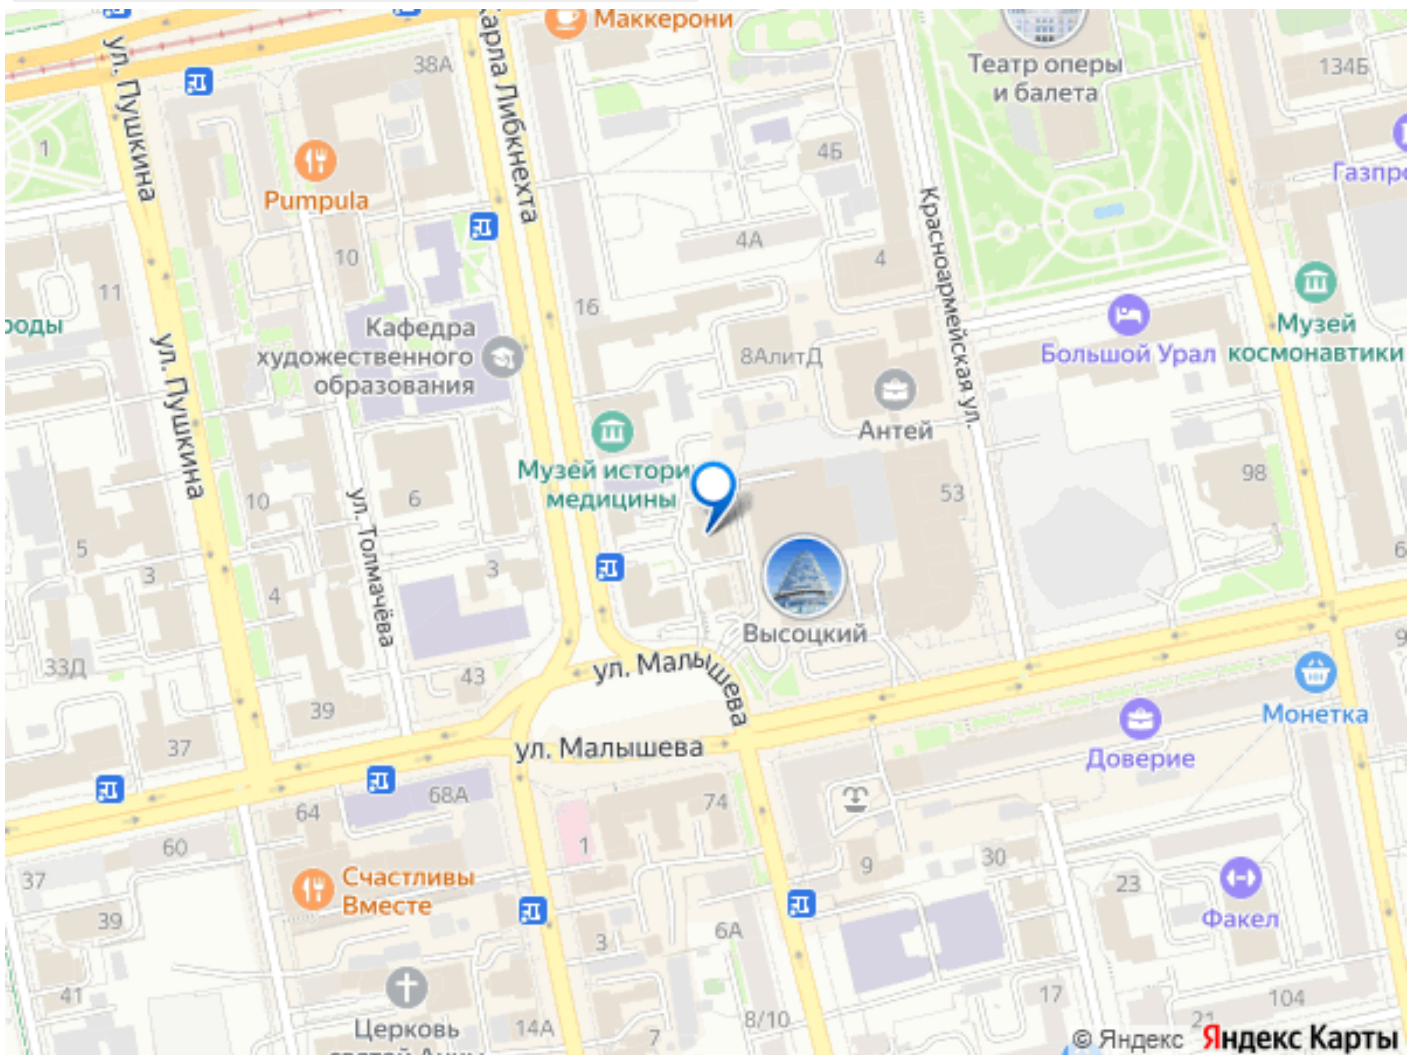 Маккерони
38А
ул. Пушкина
Карла Либкнехта
Театр оперы
и балета
134Б
1
4Б
Pumpula
Красноармейская ул.
4А
4
10
11
16
Музей
космонавтики
Большой Урал
Кафедра
художественного
образования
8АлитД
ул. Пушкина
Антей
Музей истори
медицины
98
53
10
6
ул. Толмачёва
5
3
3
4
Высоцкий
33Д
ул. Малышева
43
39
Монетка
37
ул. Малышева
Доверие
68А
74
64
60
1
9
30
37
Счастливы
Вместе
23
Факел
39
6А
3
41
17
104
Церковь
14А
8/10
7
21
© Яндекс Яндекс Карты